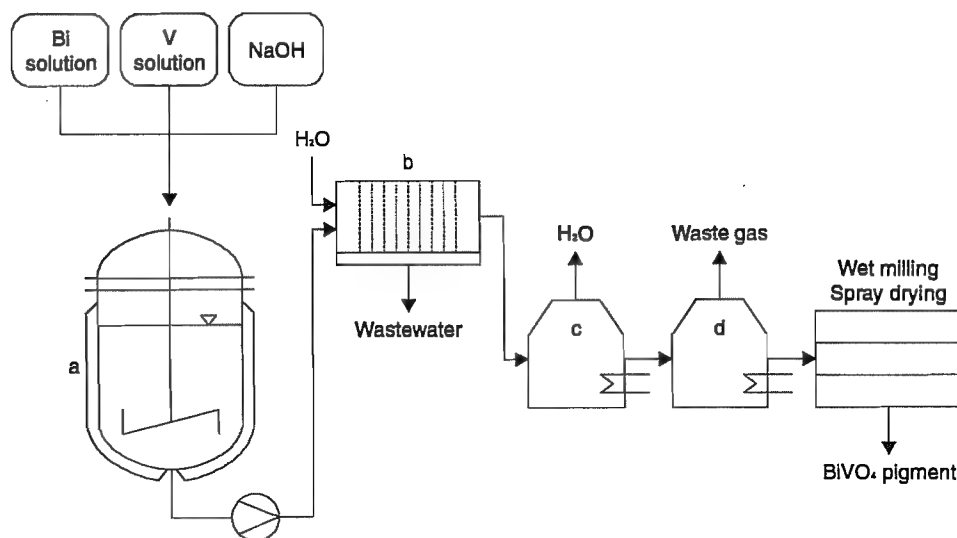 Bi
solution
V
solution
NaOH
H₂O
b
a
Wastewater
H₂O
c
Waste gas
d
Wet milling
Spray drying
BiVO₄ pigment